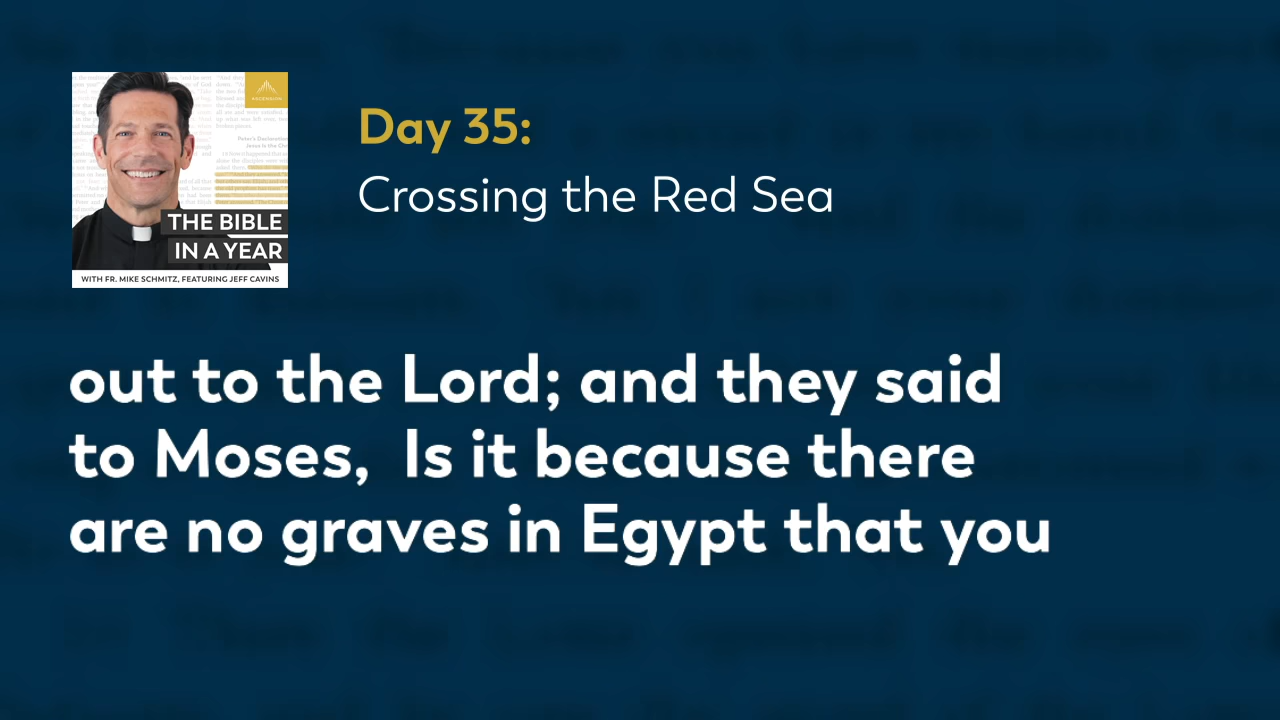 Day 35:
Crossing the Red Sea
THE BIBLE
IN A YEAR
WITH FR. MIKE SCHMITZ, FEATURING JEFF CAVINS
out to the Lord; and they said
to Moses,  Is it because there
are no graves in Egypt that you